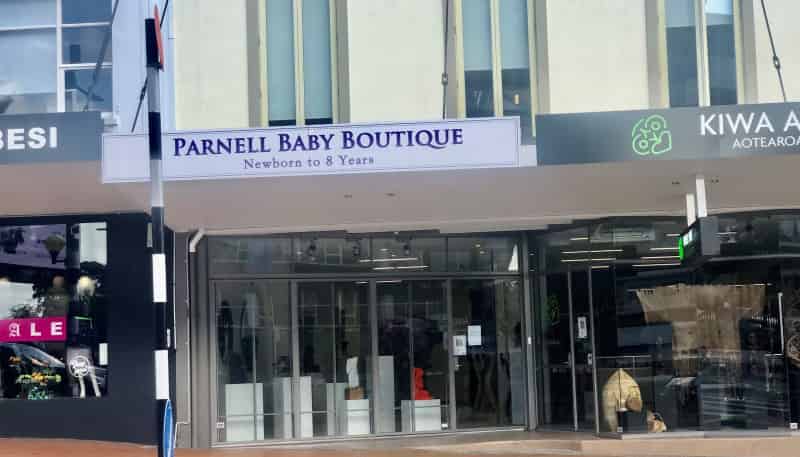 BESI
PARNELL BABY BOUTIQUE
Newborn to 8 Years
KIWA A
AOTEAROA
ALE